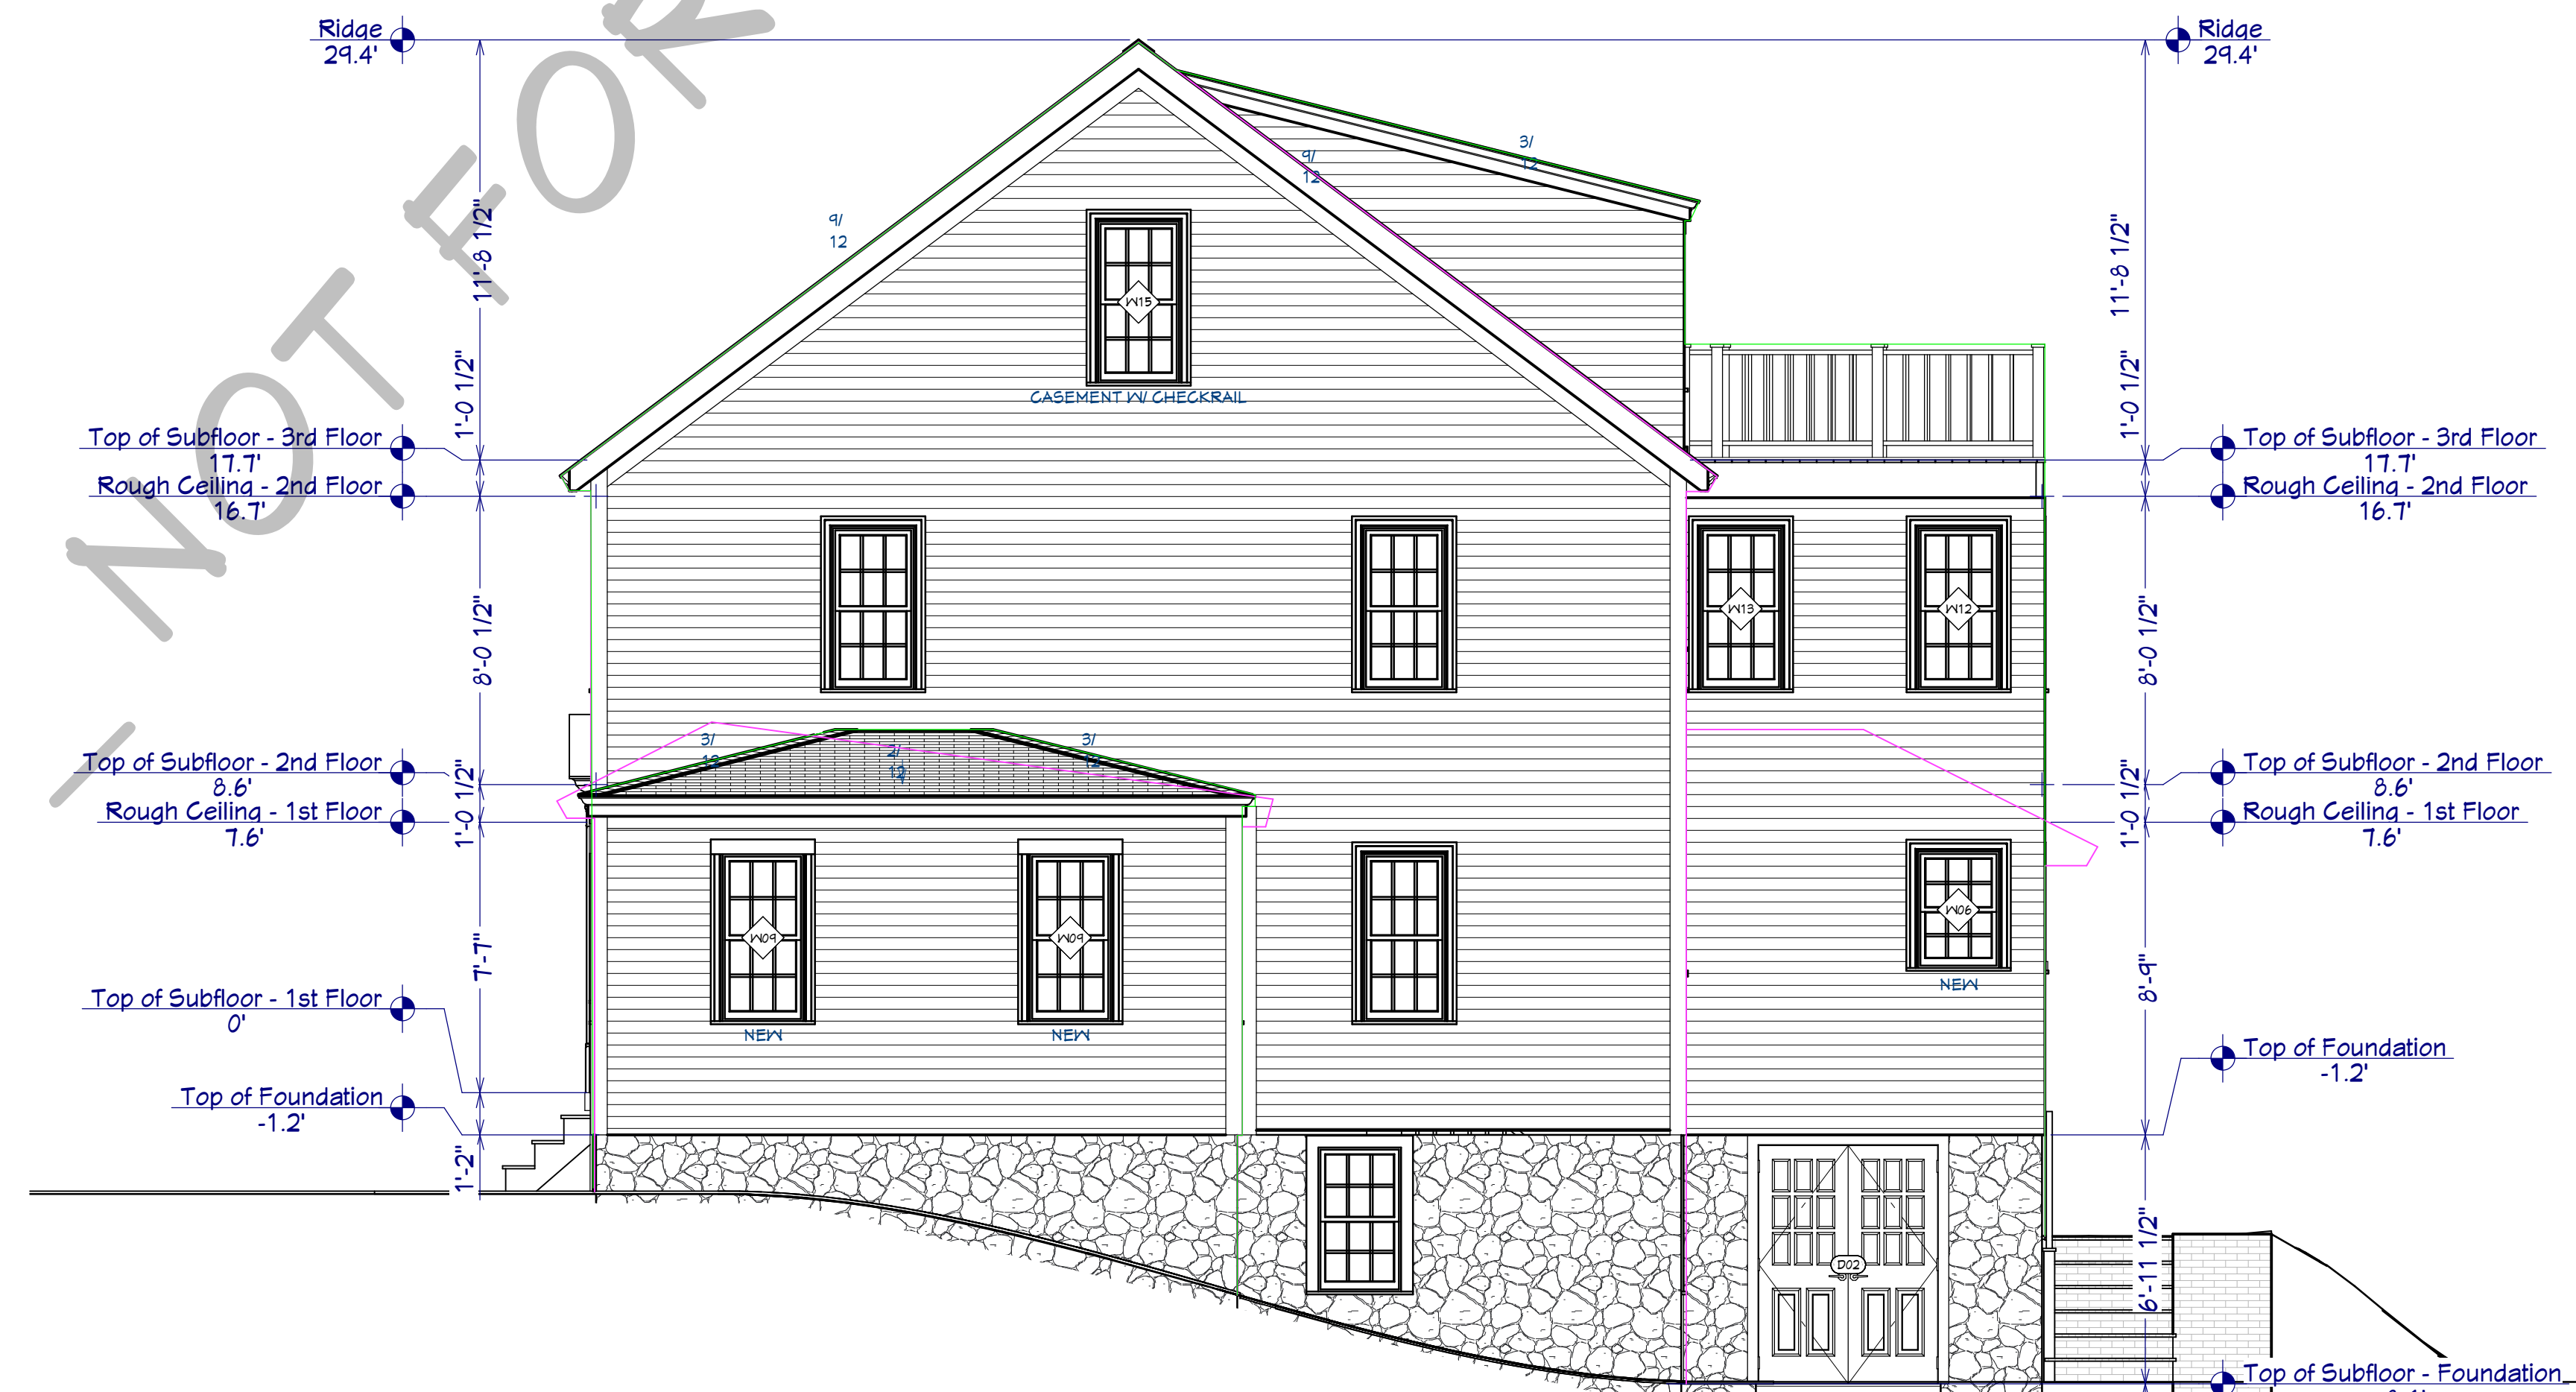 - NOT FOR
Ridge
29.4'
Ridge
29.4'
3/
12
9/
12
9/
12
11'-8 1/2"
11'-8 1/2"
W15
CASEMENT W/ CHECKRAIL
1'-0 1/2"
1'-0 1/2"
Top of Subfloor - 3rd Floor
17.7'
Rough Ceiling - 2nd Floor
16.7'
Top of Subfloor - 3rd Floor
17.7'
Rough Ceiling - 2nd Floor
16.7'
8'-0 1/2"
W13
W12
8'-0 1/2"
3/
12
2/
12
3/
12
Top of Subfloor - 2nd Floor
8.6'
Rough Ceiling - 1st Floor
7.6'
1'-0 1/2"
1'-0 1/2"
Top of Subfloor - 2nd Floor
8.6'
Rough Ceiling - 1st Floor
7.6'
7'-7"
W09
W09
W06
NEW
NEW
NEW
8'-9"
Top of Subfloor - 1st Floor
0'
Top of Foundation
-1.2'
Top of Foundation
-1.2'
1'-2"
D02
6'-11 1/2"
Top of Subfloor - Foundation